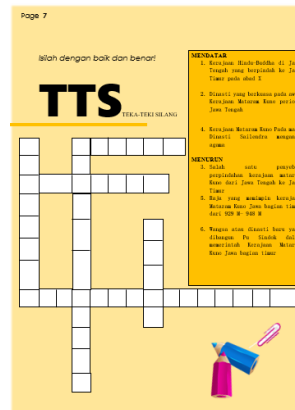 Page 7
Isilah dengan baik dan benar!
TTS
TEKA-TEKI SILANG
MENDATAR
1. Kerajaan Hindu-Buddha di Ja
Tengah yang berpindah ke Ja
Timur pada abad X
2. Dinasti yang berkuasa pada aw
Kerajaan Mataram Kuno perio
Jawa Tengah
4. Kerajaan Mataram Kuno Pada ma
Dinasti Sailendra mengan
agama
MENURUN
3. Salah satu penyeb
perpindahan kerajaan matar
Kuno dari Jawa Tengah ke Ja
Timur
5. Raja yang memimpin keraja
Mataram Kuno Jawa bagian tim
dari 929 M- 948 M
6. Wangsa atau dinasti baru ya
dibangun Pu Sindok dal
memerintah Kerajaan Matar
Kuno Jawa bagian timur